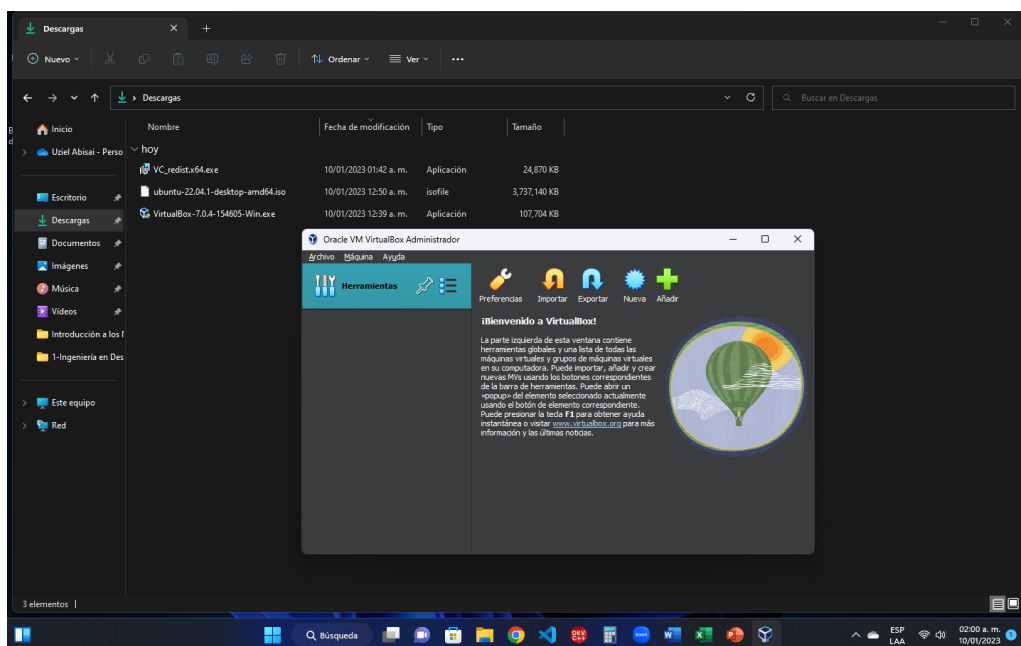 Descargas
Nuevo
Ordenar
Ver
Descargas
Buscar en Descargas
Inicio
Uziel Abisai - Perso
Escritorio
Descargas
Documentos
Imágenes
Música
Vídeos
Introducción a los
1-Ingeniería en Des
Este equipo
Red
Nombre Fecha de modificación Tipo Tamaño
hoy
VC_redist.x64.exe 10/01/2023 01:42 a. m. Aplicación 24,870 KB
ubuntu-22.04.1-desktop-amd64.iso 10/01/2023 12:50 a. m. isofile 3,737,140 KB
VirtualBox-7.0.4-154605-Win.exe 10/01/2023 12:39 a. m. Aplicación 107,704 KB
Oracle VM VirtualBox Administrador
Archivo Máquina Ayuda
Herramientas
Preferencias Importar Exportar Nueva Añadir
¡Bienvenido a VirtualBox!
La parte izquierda de esta ventana contiene
herramientas globales y una lista de todas las
máquinas virtuales y grupos de máquinas virtuales
en su computadora. Puede importar, añadir y crear
nuevas MVs usando los botones correspondientes
de la barra de herramientas. Puede abrir un
«popup» del elemento seleccionado actualmente
usando el botón de elemento correspondiente.
Puede presionar la tecla F1 para obtener ayuda
instantánea o visitar www.virtualbox.org para más
información y las últimas noticias.
3 elementos
Búsqueda
DEV C++
zoom
ESP
LAA
02:00 a. m.
10/01/2023
1